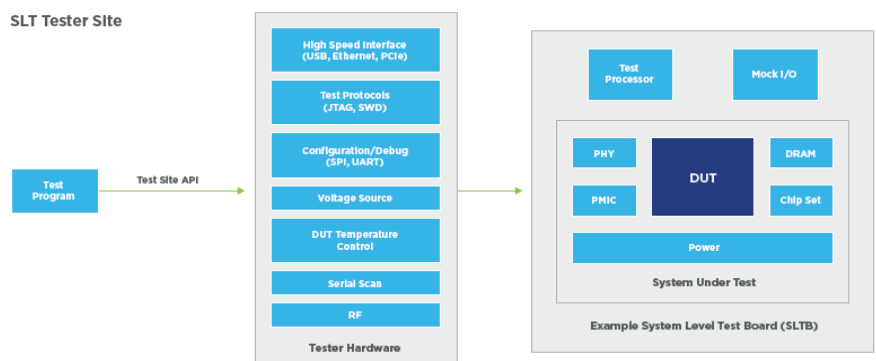 SLT Tester Site
Test
Program
Test Site API
High Speed Interface
(USB, Ethernet, PCIe)
Test Protocols
(JTAG, SWD)
Configuration/Debug
(SPI, UART)
Voltage Source
DUT Temperature
Control
Serial Scan
RF
Tester Hardware
Test
Processor
Mock I/O
PHY
DUT
DRAM
PMIC
Chip Set
Power
System Under Test
Example System Level Test Board (SLTB)